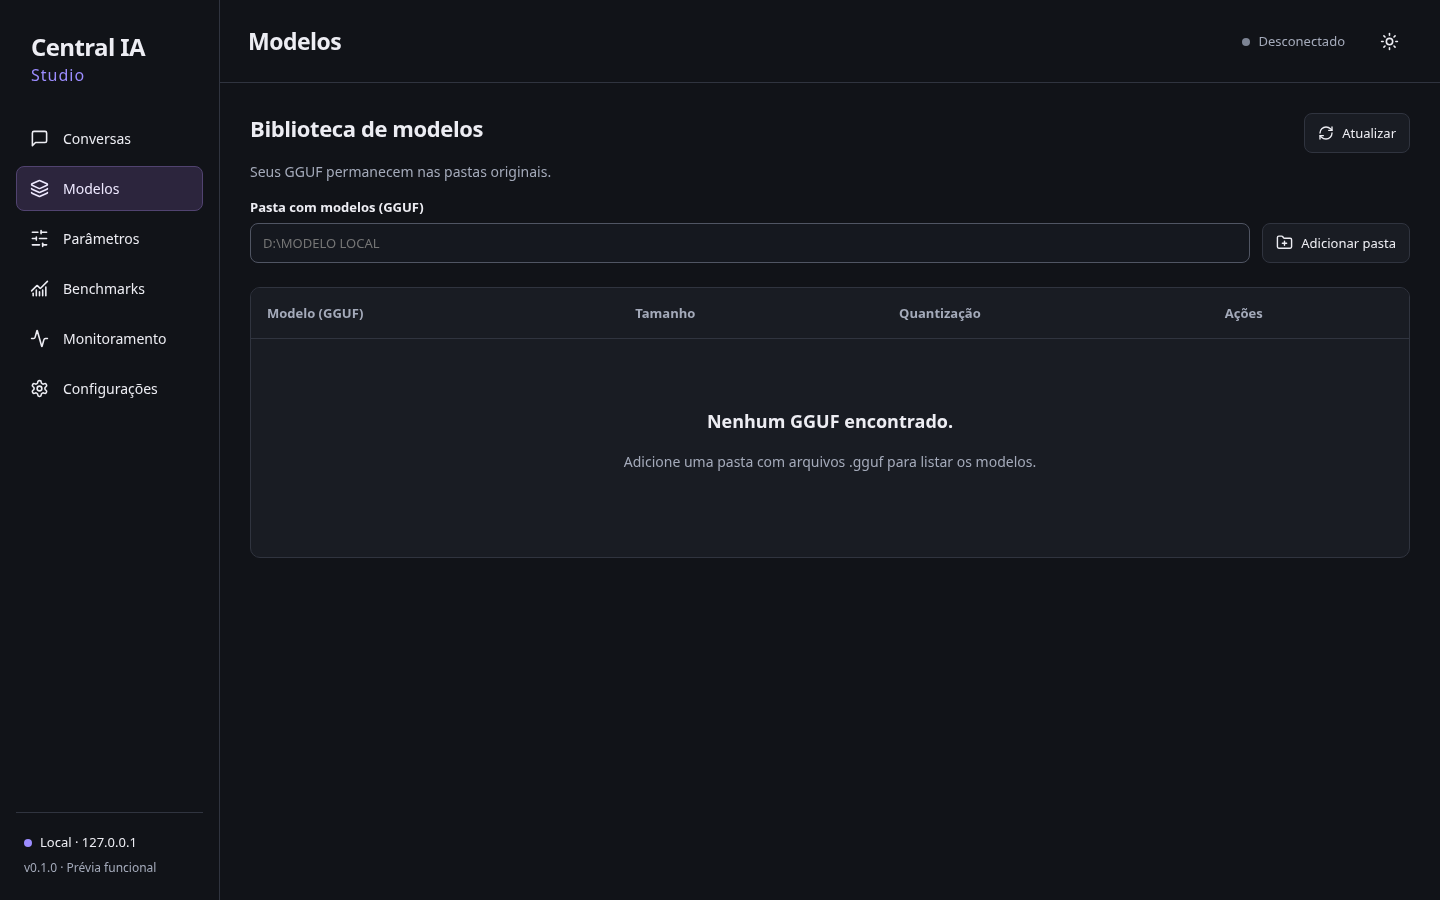 Central IA
Studio
Conversas
Modelos
Parâmetros
Benchmarks
Monitoramento
Configurações
Local · 127.0.0.1
v0.1.0 · Prévia funcional
Modelos
Desconectado
Biblioteca de modelos
Atualizar
Seus GGUF permanecem nas pastas originais.
Pasta com modelos (GGUF)
D:\MODELO LOCAL
Adicionar pasta
Modelo (GGUF) Tamanho Quantização Ações
Nenhum GGUF encontrado.
Adicione uma pasta com arquivos .gguf para listar os modelos.